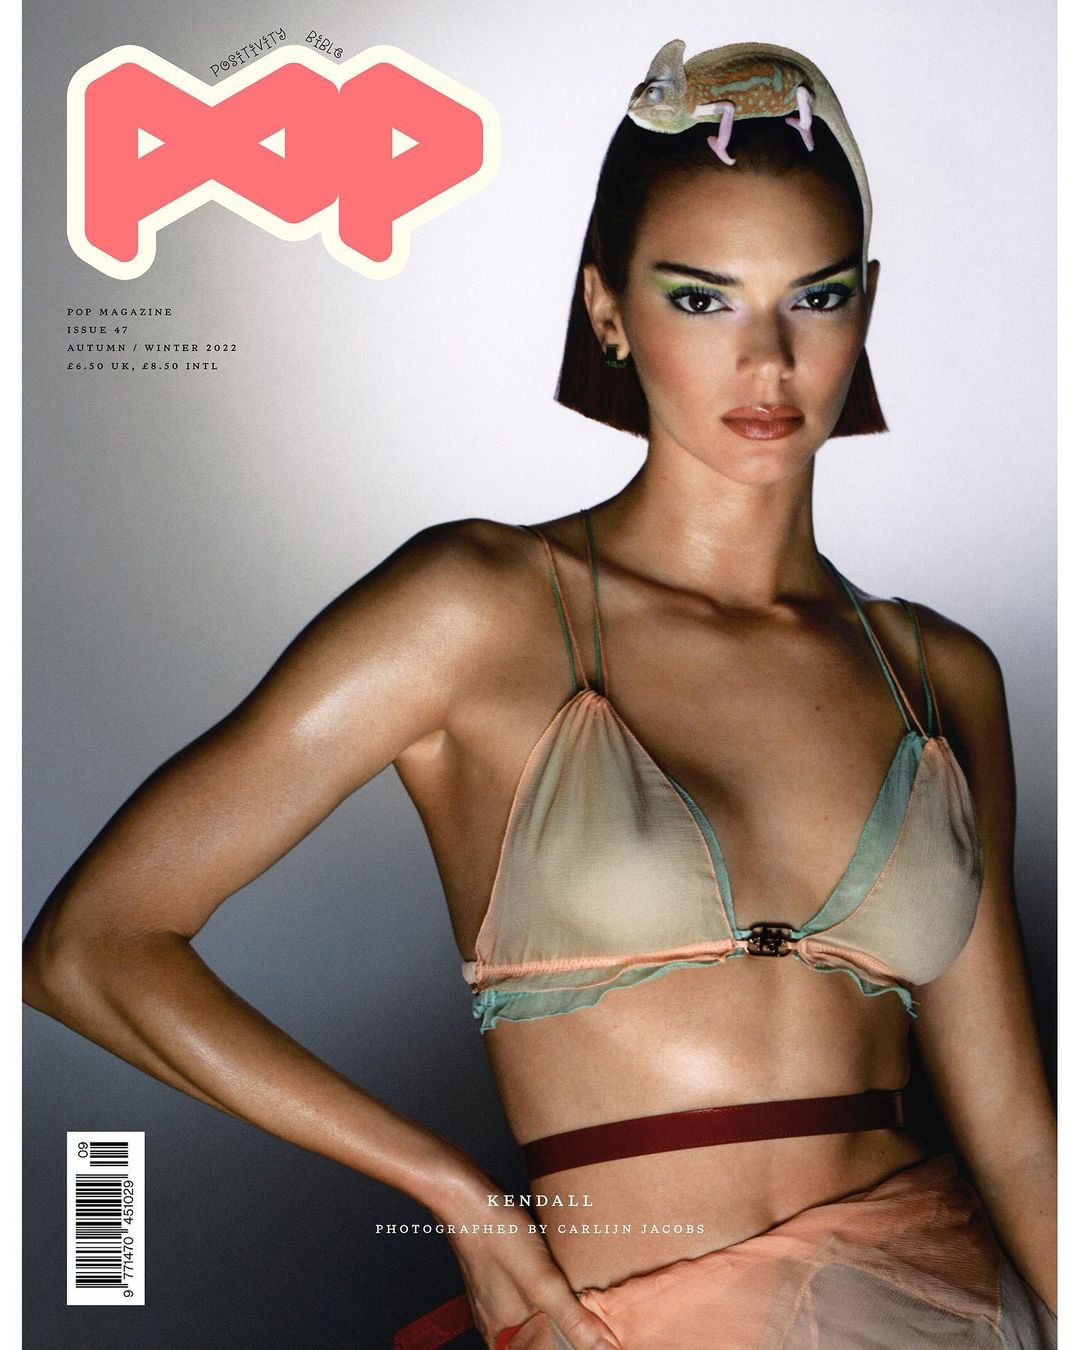 POSITIVITY BIBLE
POP
POP MAGAZINE
ISSUE 47
AUTUMN / WINTER 2022
£6.50 UK, £8.50 INTL
KENDALL
PHOTOGRAPHED BY CARLIJN JACOBS
09
9 771470 451029